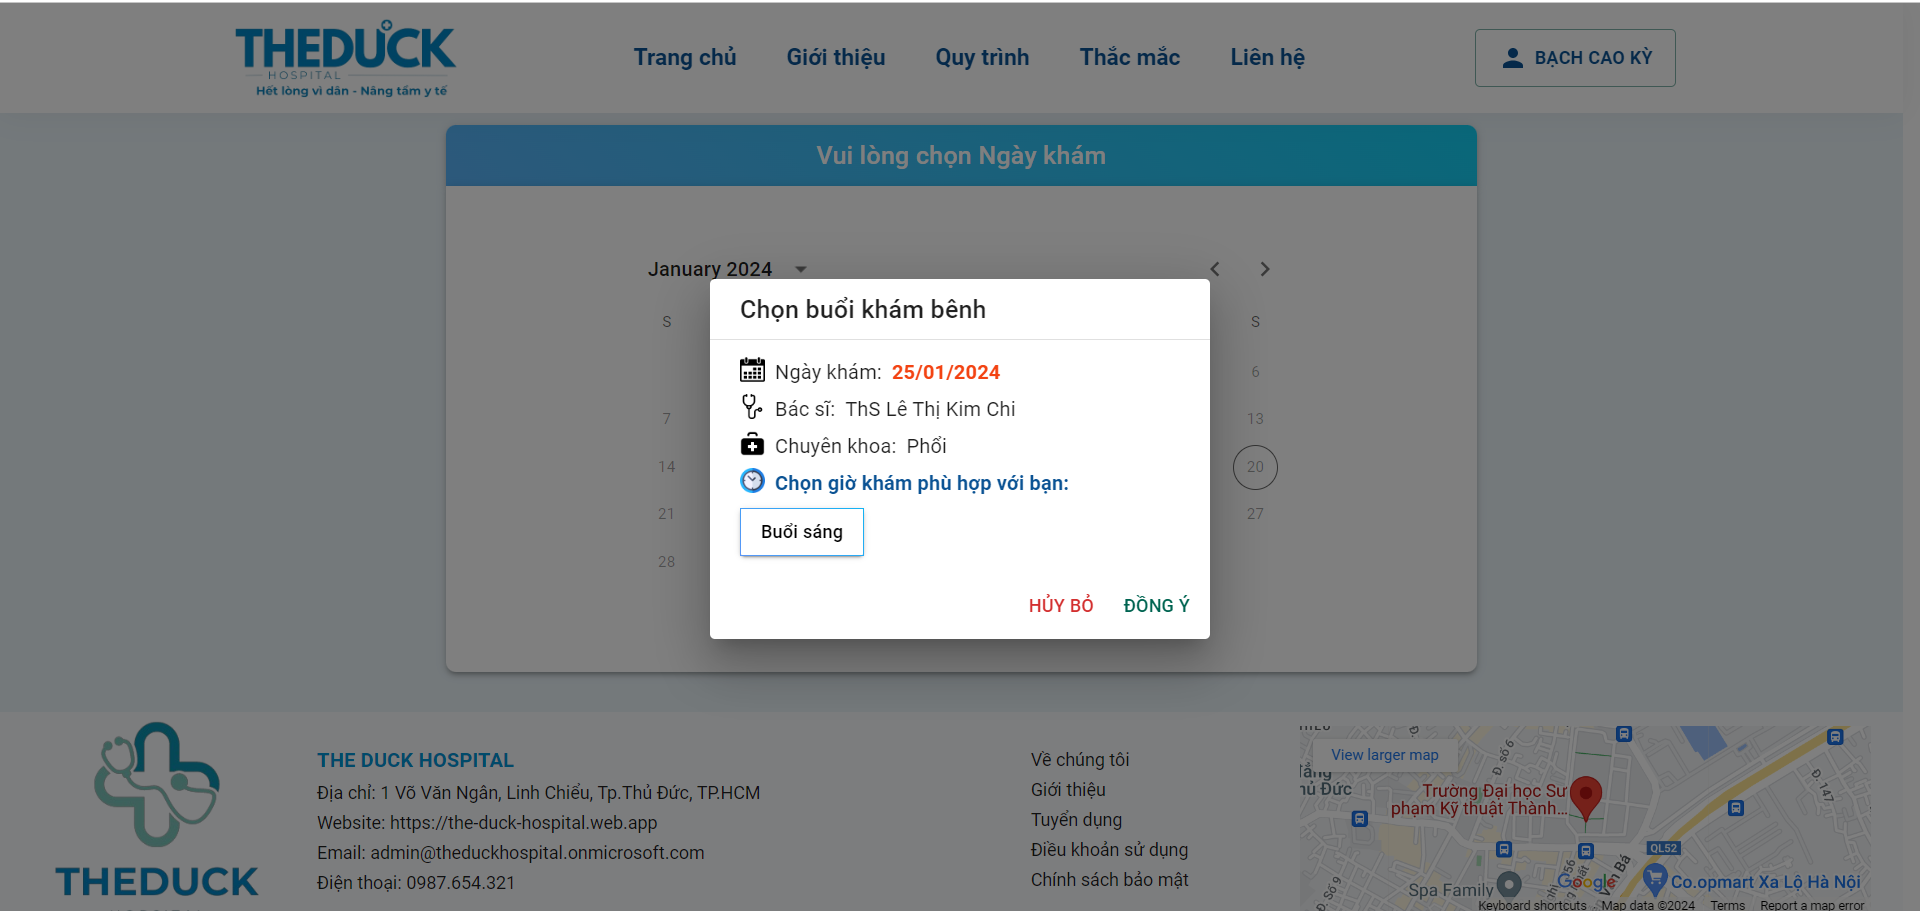 THEDUCK
HOSPITAL
Hết lòng vì dân - Nâng tầm y tế
Trang chủ
Giới thiệu
Quy trình
Thắc mắc
Liên hệ
BẠCH CAO KỲ
Vui lòng chọn Ngày khám
January 2024
S
S
6
7
13
14
20
21
27
28
Chọn buổi khám bênh
Ngày khám: 25/01/2024
Bác sĩ: ThS Lê Thị Kim Chi
Chuyên khoa: Phổi
Chọn giờ khám phù hợp với bạn:
Buổi sáng
HỦY BỎ
ĐỒNG Ý
THEDUCK
THE DUCK HOSPITAL
Địa chỉ: 1 Võ Văn Ngân, Linh Chiểu, Tp.Thủ Đức, TP.HCM
Website: https://the-duck-hospital.web.app
Email: admin@theduckhospital.onmicrosoft.com
Điện thoại: 0987.654.321
Về chúng tôi
Giới thiệu
Tuyển dụng
Điều khoản sử dụng
Chính sách bảo mật
View larger map
Đ. số 6
Đ. 147
Trường Đại học Sư
phạm Kỹ thuật Thành...
QL52
Spa Family
Google
Co.opmart Xa Lộ Hà Nội
Đ. Số 9
Keyboard shortcuts
Map data ©2024
Terms
Report a map error